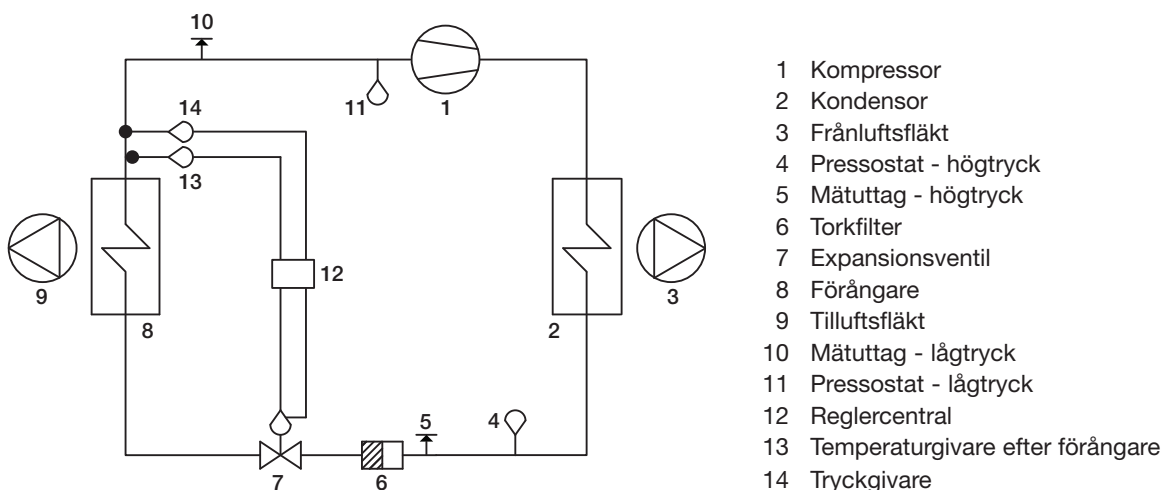 10
11
1
14
13
12
9
8
2
3
7
6
5
4
1 Kompressor
2 Kondensor
3 Frånluftsfläkt
4 Pressostat - högtryck
5 Mätuttag - högtryck
6 Torkfilter
7 Expansionsventil
8 Förångare
9 Tilluftsfläkt
10 Mätuttag - lågtryck
11 Pressostat - lågtryck
12 Reglercentral
13 Temperaturgivare efter förångare
14 Tryckgivare